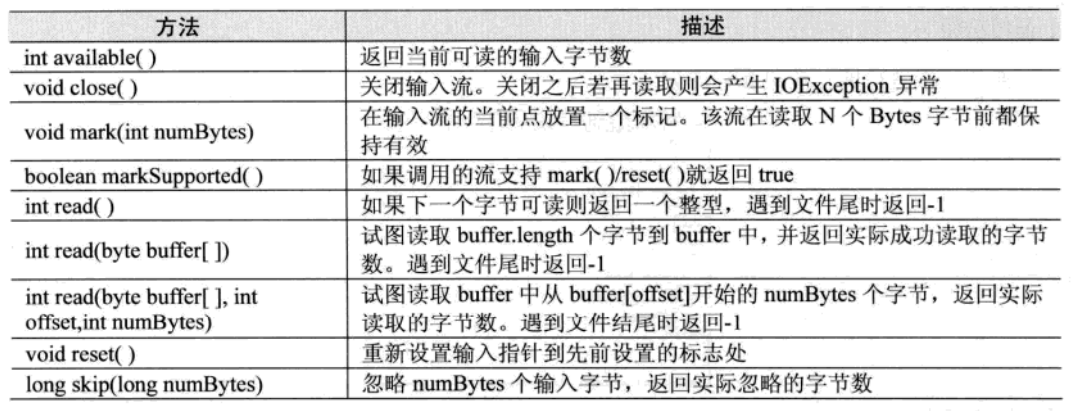 方法 描述
int available( ) 返回当前可读的输入字节数
void close( ) 关闭输入流。关闭之后若再读取则会产生 IOException 异常
void mark(int numBytes) 在输入流的当前点放置一个标记。该流在读取 N 个 Bytes 字节前都保
持有效
boolean markSupported( ) 如果调用的流支持 mark( )/reset( )就返回 true
int read( ) 如果下一个字节可读则返回一个整型，遇到文件尾时返回-1
int read(byte buffer[ ]) 试图读取 buffer.length 个字节到 buffer 中，并返回实际成功读取的字节
数。遇到文件尾时返回-1
int read(byte buffer[ ], int 试图读取 buffer 中从 buffer[offset]开始的 numBytes 个字节，返回实际
offset,int numBytes) 读取的字节数。遇到文件结尾时返回-1
void reset( ) 重新设置输入指针到先前设置的标志处
long skip(long numBytes) 忽略 numBytes 个输入字节，返回实际忽略的字节数